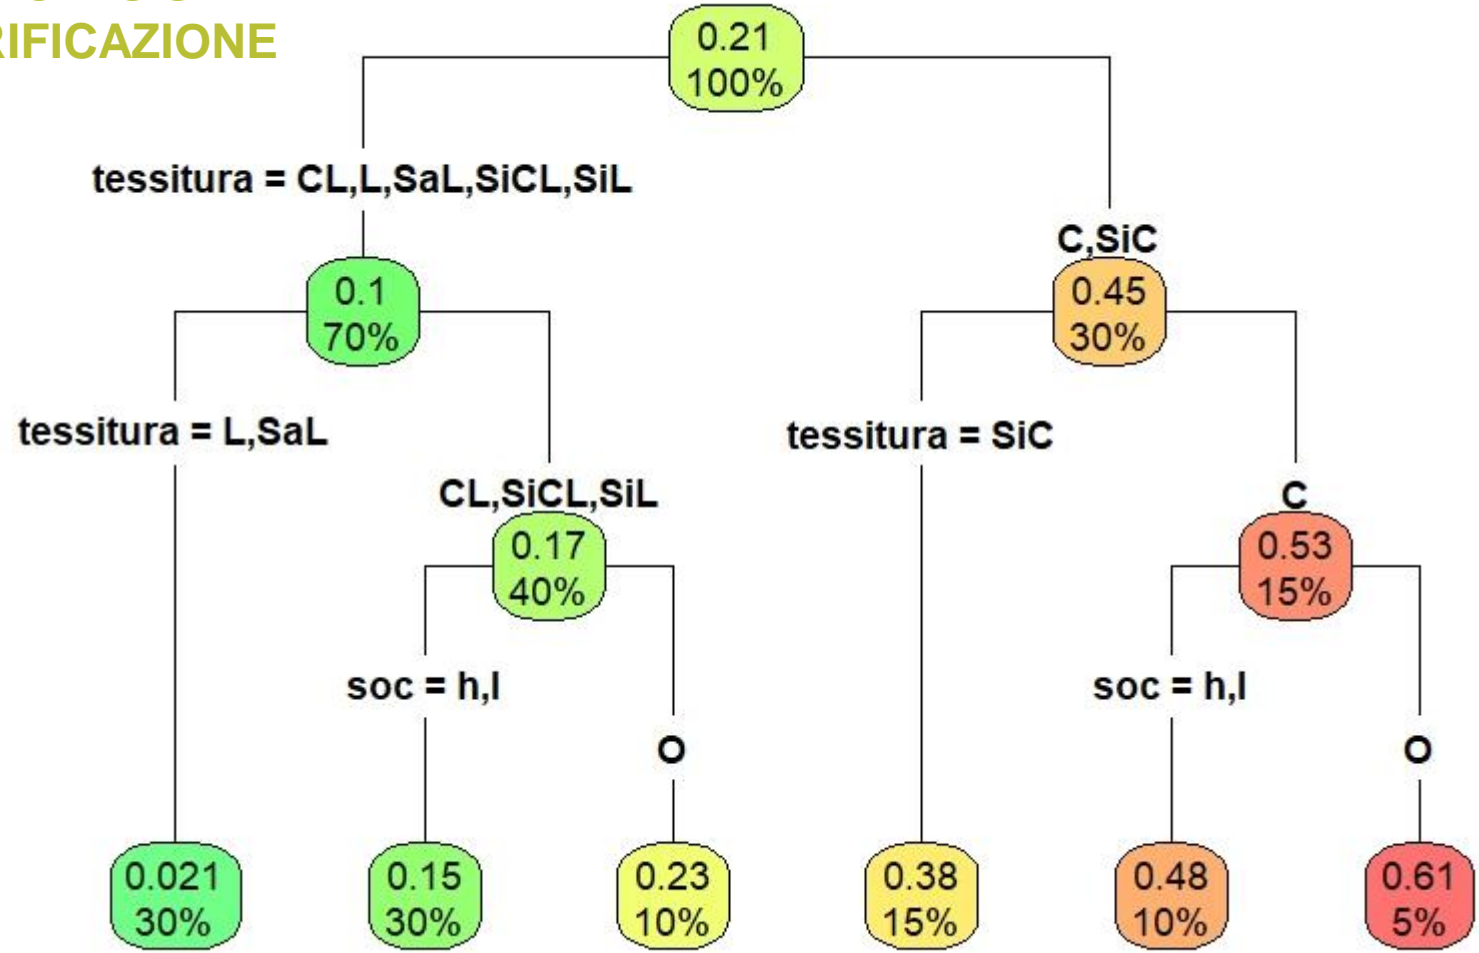 RIFICAZIONE
0.21
100%
tessitura = CL,L,SaL,SiCL,SiL
C,SiC
0.1
70%
0.45
30%
tessitura = L,SaL
tessitura = SiC
CL,SiCL,SiL
C
0.17
40%
0.53
15%
soc = h,l
soc = h,l
O
O
0.021
30%
0.15
30%
0.23
10%
0.38
15%
0.48
10%
0.61
5%